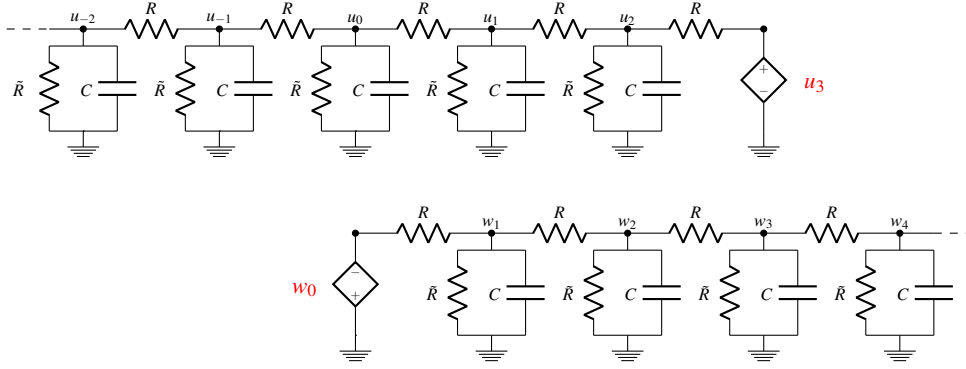 R R R R R
u₋₂ u₋₁ u₀ u₁ u₂
R̃ C R̃ C R̃ C R̃ C R̃ C + − u₃
R R R R
w₁ w₂ w₃ w₄
w₀ − + R̃ C R̃ C R̃ C R̃ C